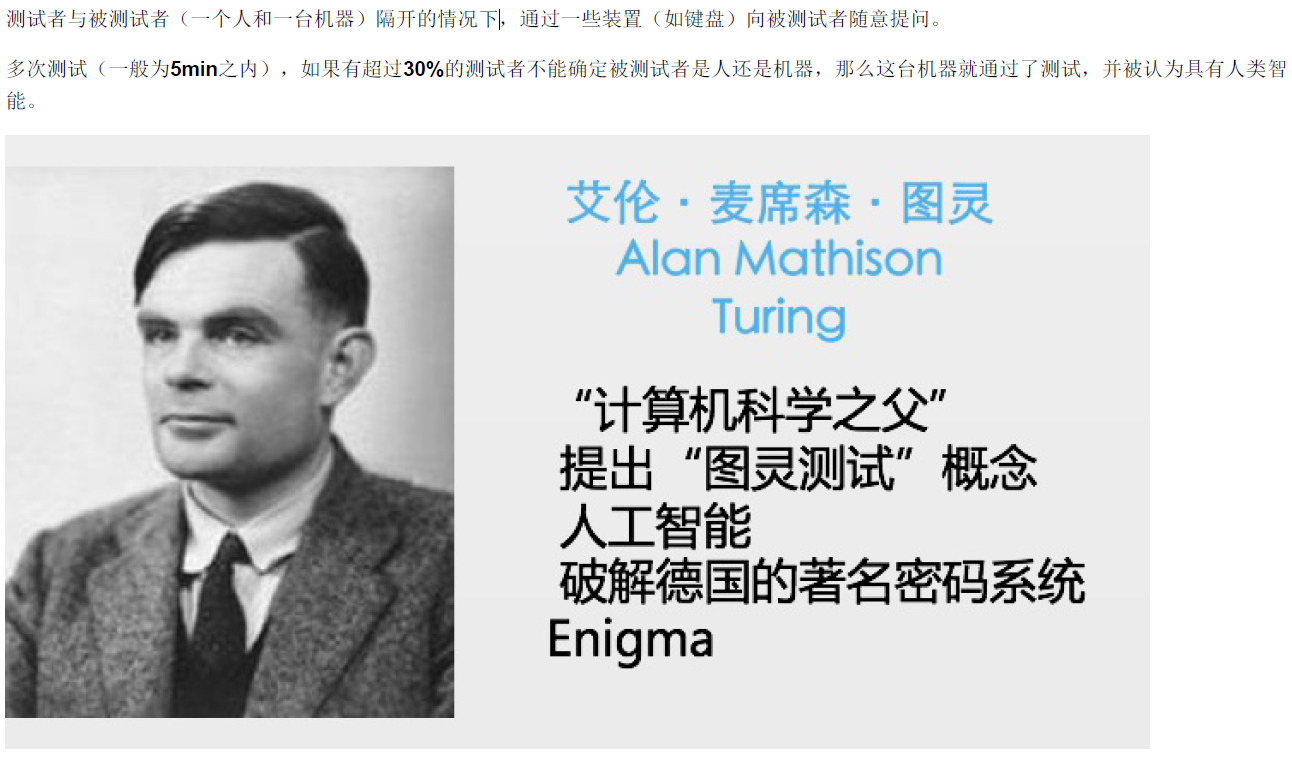 测试者与被测试者（一个人和一台机器）隔开的情况下，通过一些装置（如键盘）向被测试者随意提问。
多次测试（一般为5min之内），如果有超过30%的测试者不能确定被测试者是人还是机器，那么这台机器就通过了测试，并被认为具有人类智
能。
艾伦·麦席森·图灵
Alan Mathison
Turing
“计算机科学之父”
提出“图灵测试”概念
人工智能
破解德国的著名密码系统
Enigma